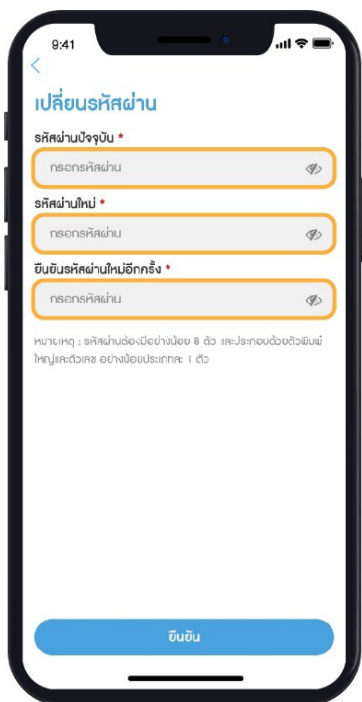 9:41
เปลี่ยนรหัสผ่าน
รหัสผ่านปัจจุบัน *
กรอกรหัสผ่าน
รหัสผ่านใหม่ *
กรอกรหัสผ่าน
ยืนยันรหัสผ่านใหม่อีกครั้ง *
กรอกรหัสผ่าน
หมายเหตุ : รหัสผ่านต้องมีอย่างน้อย 8 ตัว และประกอบด้วยตัวพิมพ์
ใหญ่และตัวเลข อย่างน้อยประเภทละ 1 ตัว
ยืนยัน